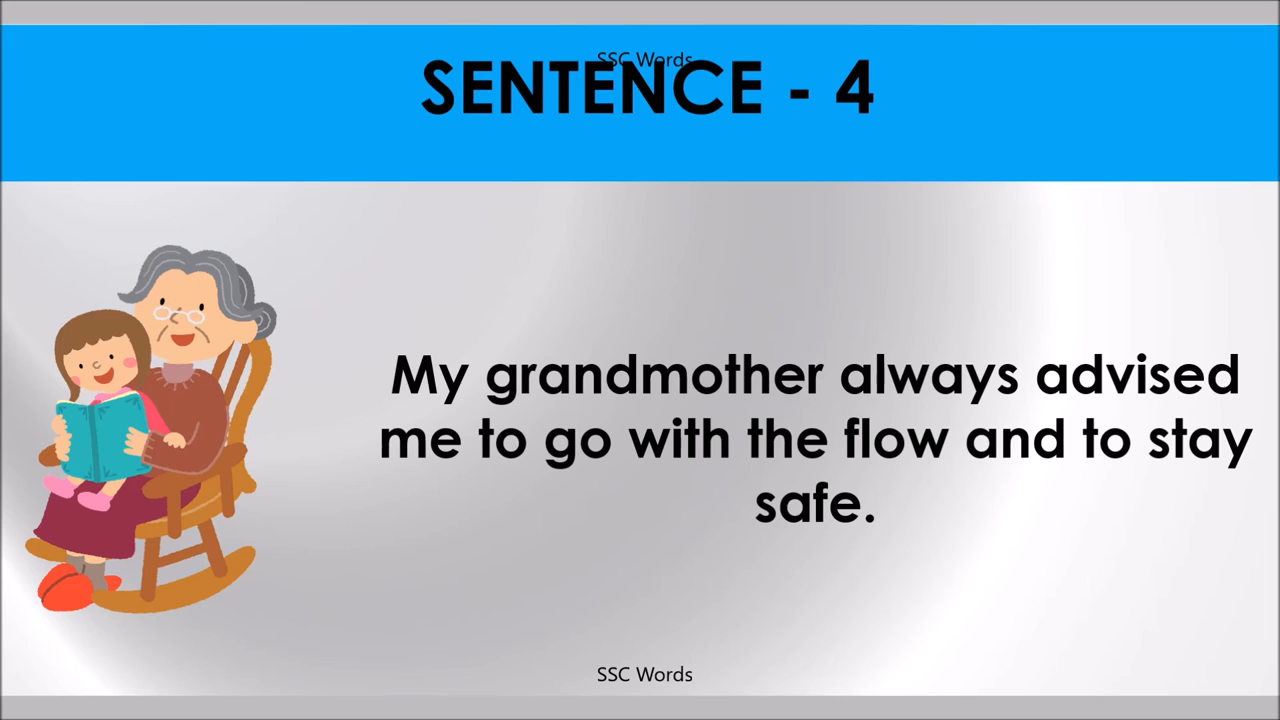 SSC Words
SENTENCE - 4
My grandmother always advised
me to go with the flow and to stay
safe.
SSC Words